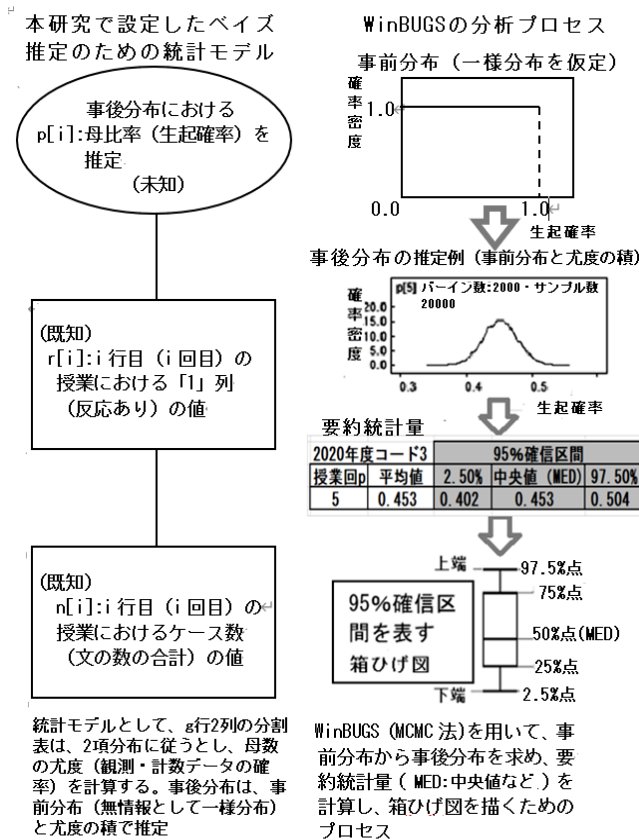 本研究で設定したベイズ
推定のための統計モデル
事後分布における
p[i]:母比率（生起確率）を
推定
(未知)
(既知)
r[i]:i行目（i回目）の
授業における「1」列
（反応あり）の値
(既知)
n[i]:i行目（i回目）の
授業におけるケース数
（文の数の合計）の値
統計モデルとして、g行2列の分割
表は、2項分布に従うとし、母数
の尤度（観測・計数データの確
率）を計算する。事後分布は、事
前分布（無情報として一様分布）
と尤度の積で推定
WinBUGSの分析プロセス
事前分布（一様分布を仮定）
確率密度
1.0
0.0
1.0
生起確率
事後分布の推定例（事前分布と尤度の積）
確率密度
p[5] バーイン数:2000・サンプル数
20000
20.0
15.0
10.0
5.0
0.0
0.3 0.4 0.5
生起確率
要約統計量
2020年度コード3 95%確信区間
授業回p 平均値 2.50% 中央値（MED) 97.50%
5 0.453 0.402 0.453 0.504
95%確信区
間を表す
箱ひげ図
上端 97.5%点
75%点
50%点(MED)
25%点
下端 2.5%点
WinBUGS（MCMC法)を用いて、事
前分布から事後分布を求め、要
約統計量（MED:中央値など）を
計算し、箱ひげ図を描くための
プロセス